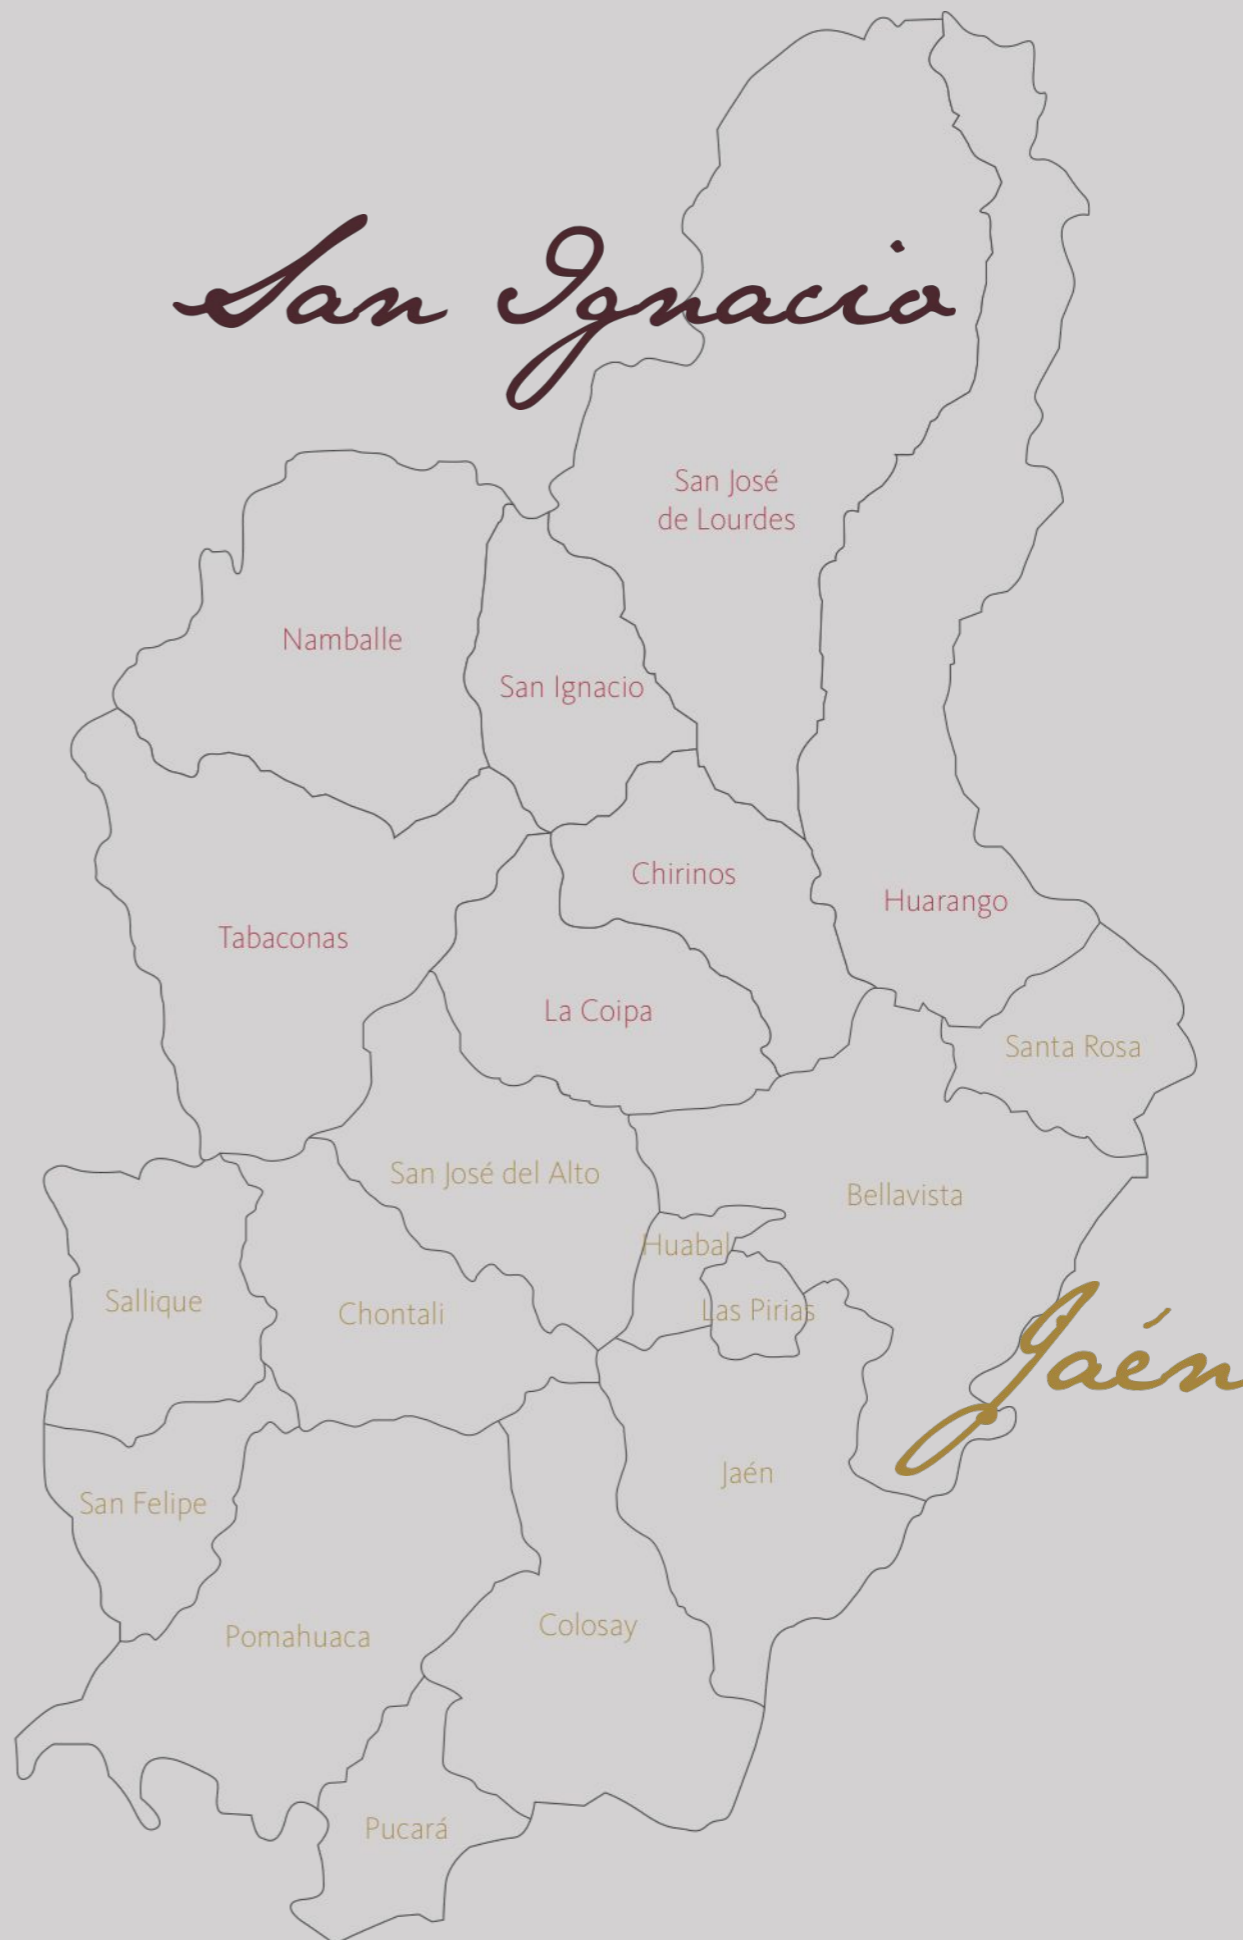 San Ignacio
San José
de Lourdes
Namballe
San Ignacio
Chirinos
Huarango
Tabaconas
La Coipa
Santa Rosa
San José del Alto
Bellavista
Huabal
Sallique
Chontali
Las Pirias
Jaén
Jaén
San Felipe
Pomahuaca
Colosay
Pucará